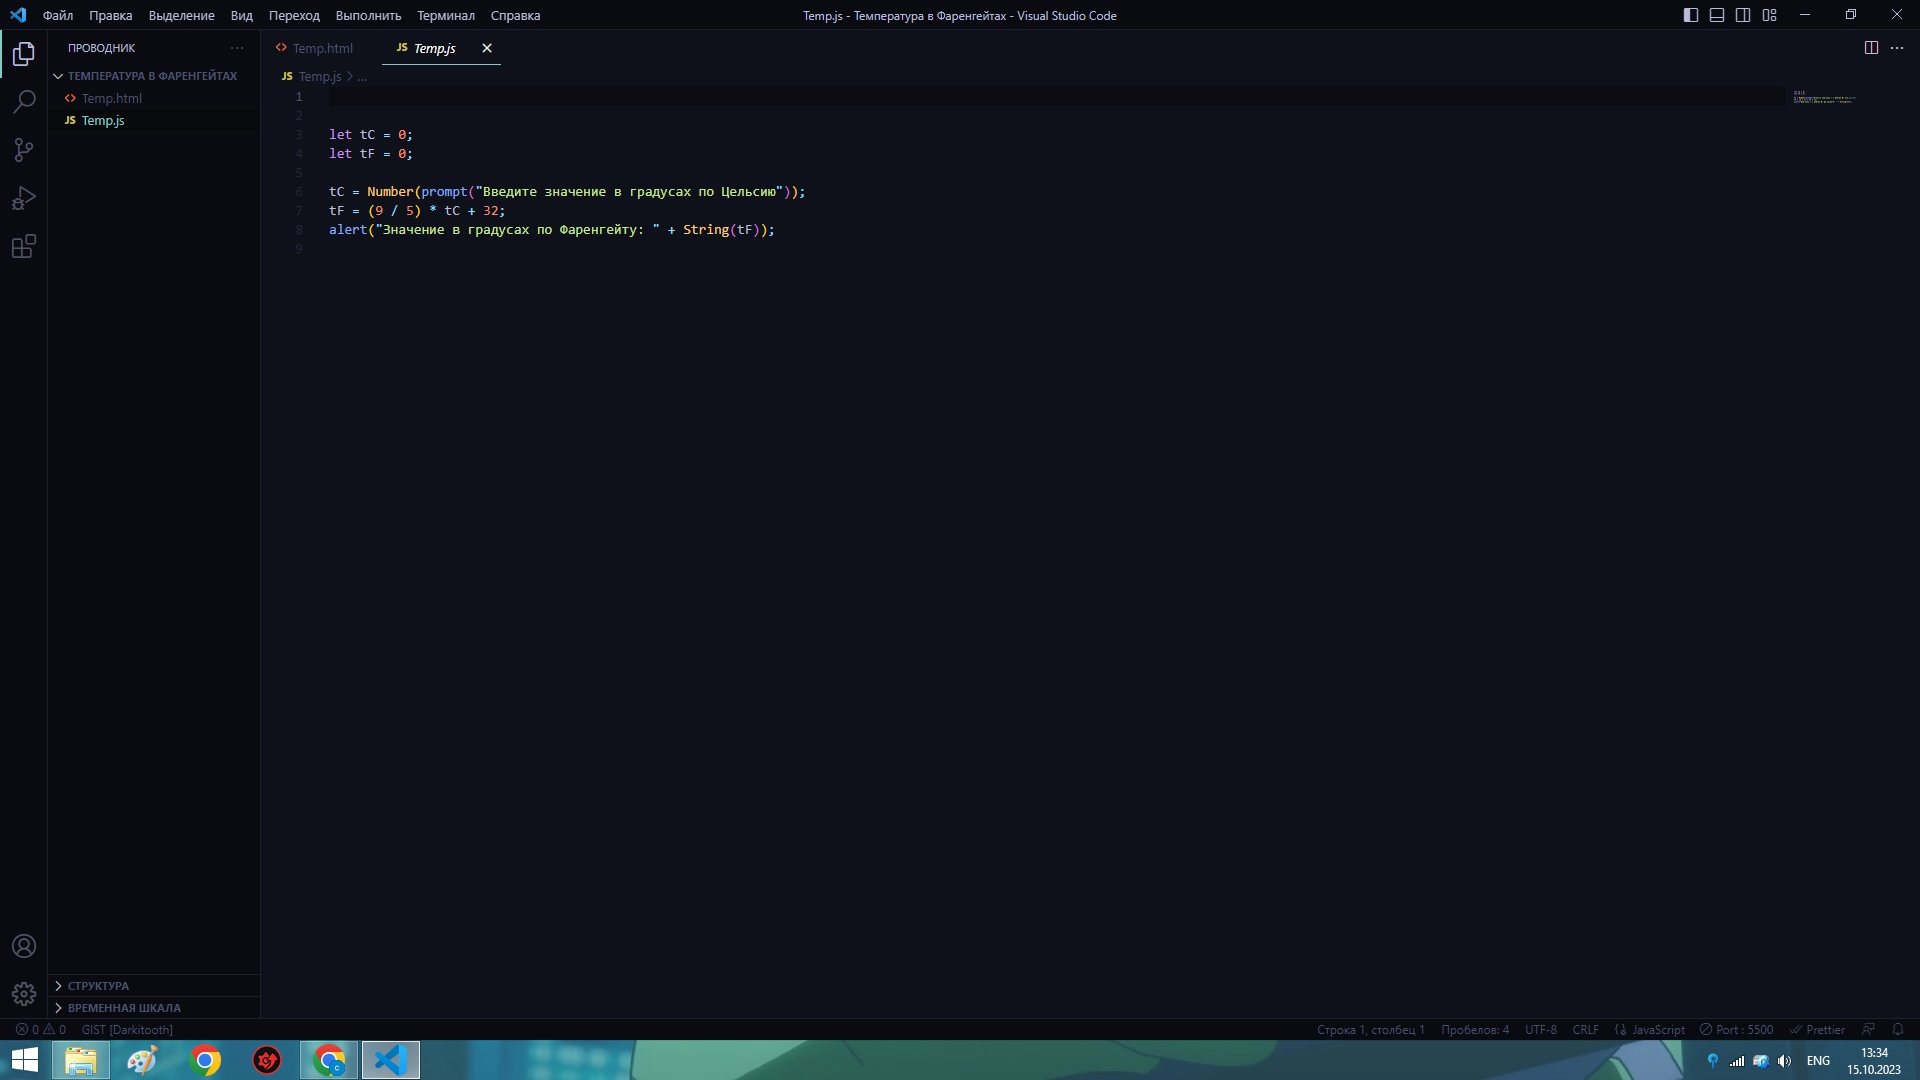 Файл Правка Выделение Вид Переход Выполнить Терминал Справка
Temp.js - Температура в Фаренгейтах - Visual Studio Code
ПРОВОДНИК
Temp.html
JS Temp.js
ТЕМПЕРАТУРА В ФАРЕНГЕЙТАХ
Temp.html
JS Temp.js
JS Temp.js > ...
1
2
3 let tC = 0;
4 let tF = 0;
5
6 tC = Number(prompt("Введите значение в градусах по Цельсию"));
7 tF = (9 / 5) * tC + 32;
8 alert("Значение в градусах по Фаренгейту: " + String(tF));
9
СТРУКТУРА
ВРЕМЕННАЯ ШКАЛА
0 0 GIST [Darkitooth]
Строка 1, столбец 1 Пробелов: 4 UTF-8 CRLF JavaScript Port : 5500 Prettier
ENG
13:34
15.10.2023